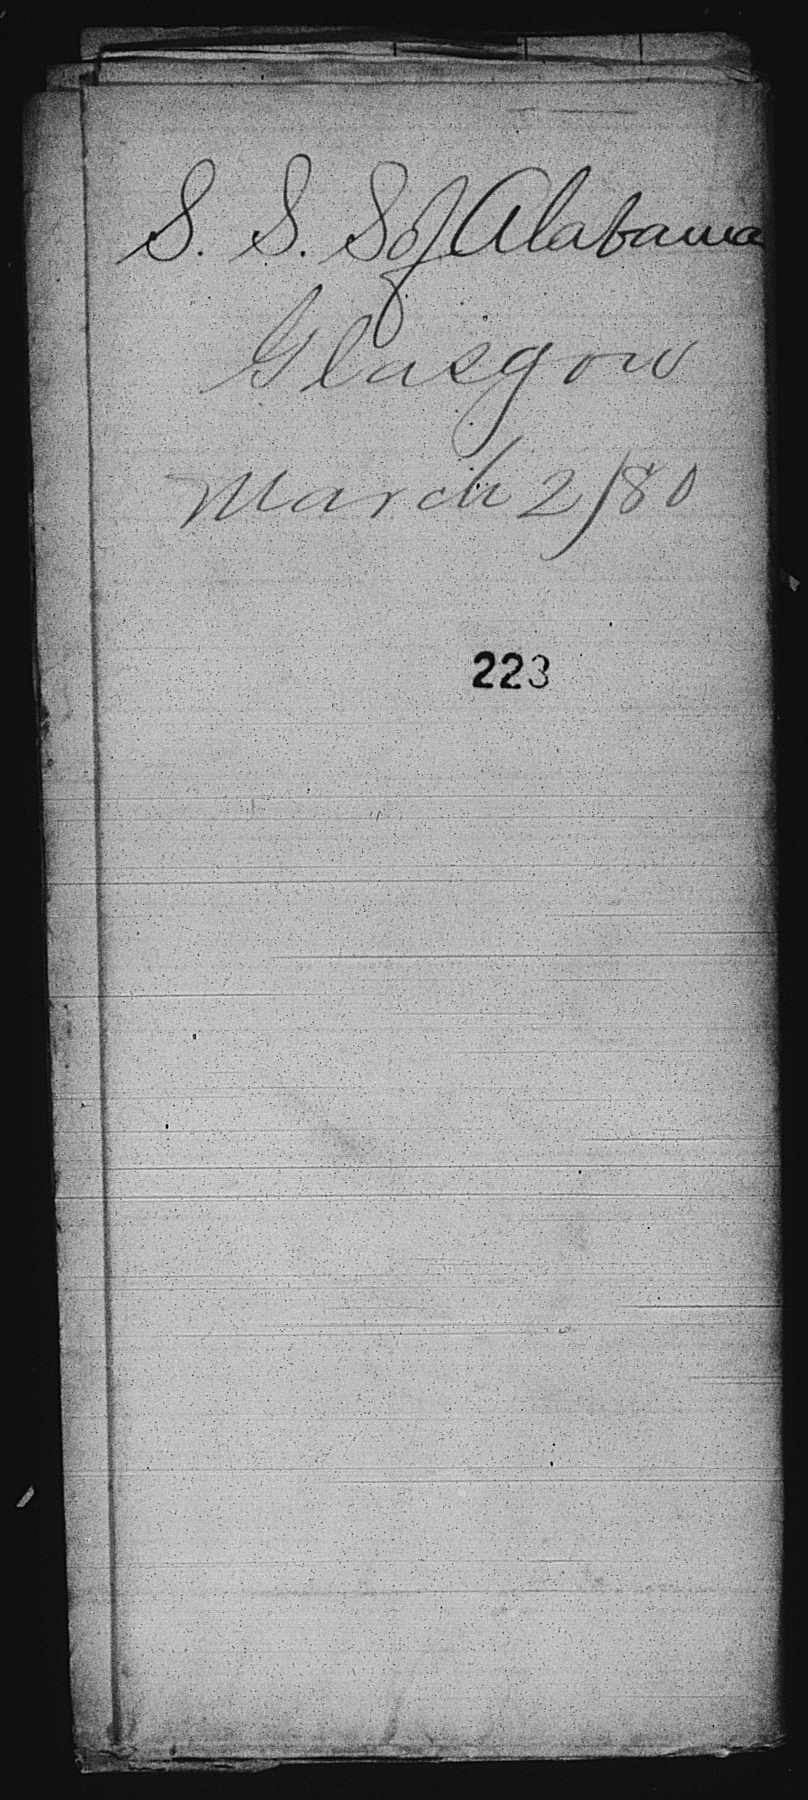 S. S. S of Alabama
Glasgow
March 2/80
223